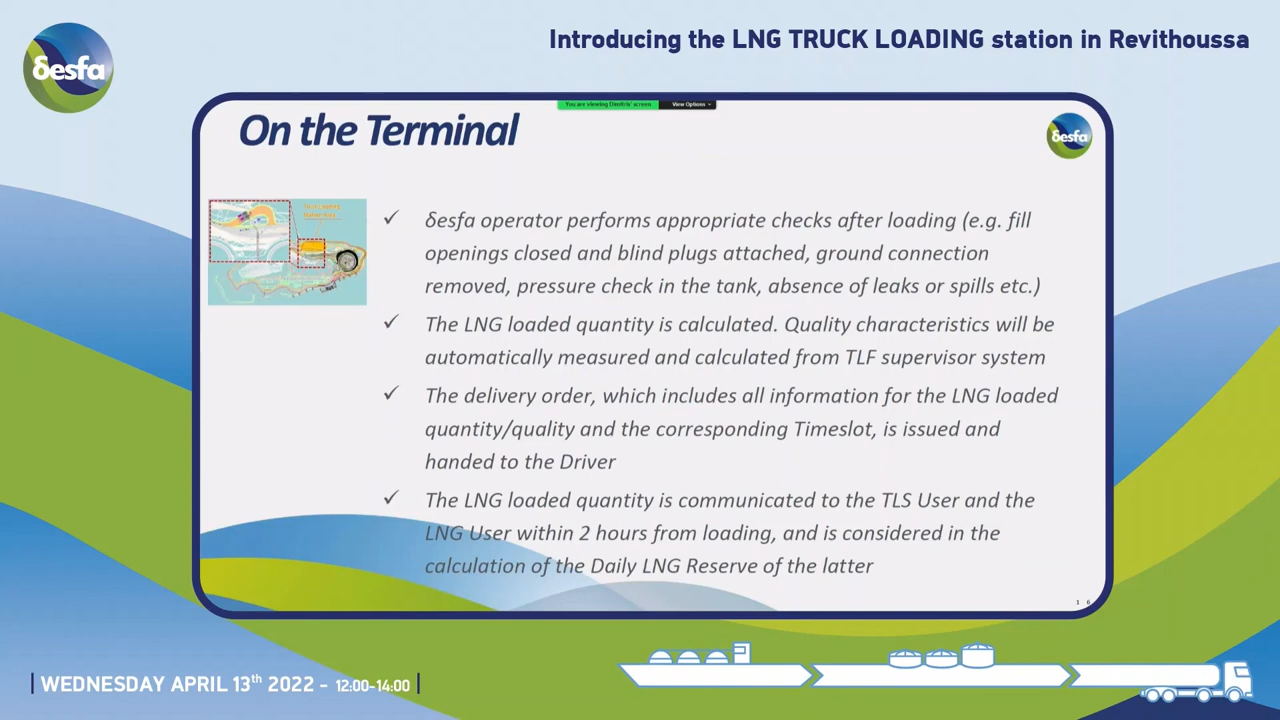 δesfa
Introducing the LNG TRUCK LOADING station in Revithoussa
You are viewing Dimitris' screen
View Options
On the Terminal
δesfa
✓ δesfa operator performs appropriate checks after loading (e.g. fill
openings closed and blind plugs attached, ground connection
removed, pressure check in the tank, absence of leaks or spills etc.)
✓ The LNG loaded quantity is calculated. Quality characteristics will be
automatically measured and calculated from TLF supervisor system
✓ The delivery order, which includes all information for the LNG loaded
quantity/quality and the corresponding Timeslot, is issued and
handed to the Driver
✓ The LNG loaded quantity is communicated to the TLS User and the
LNG User within 2 hours from loading, and is considered in the
calculation of the Daily LNG Reserve of the latter
1 6
WEDNESDAY APRIL 13th 2022 - 12:00-14:00